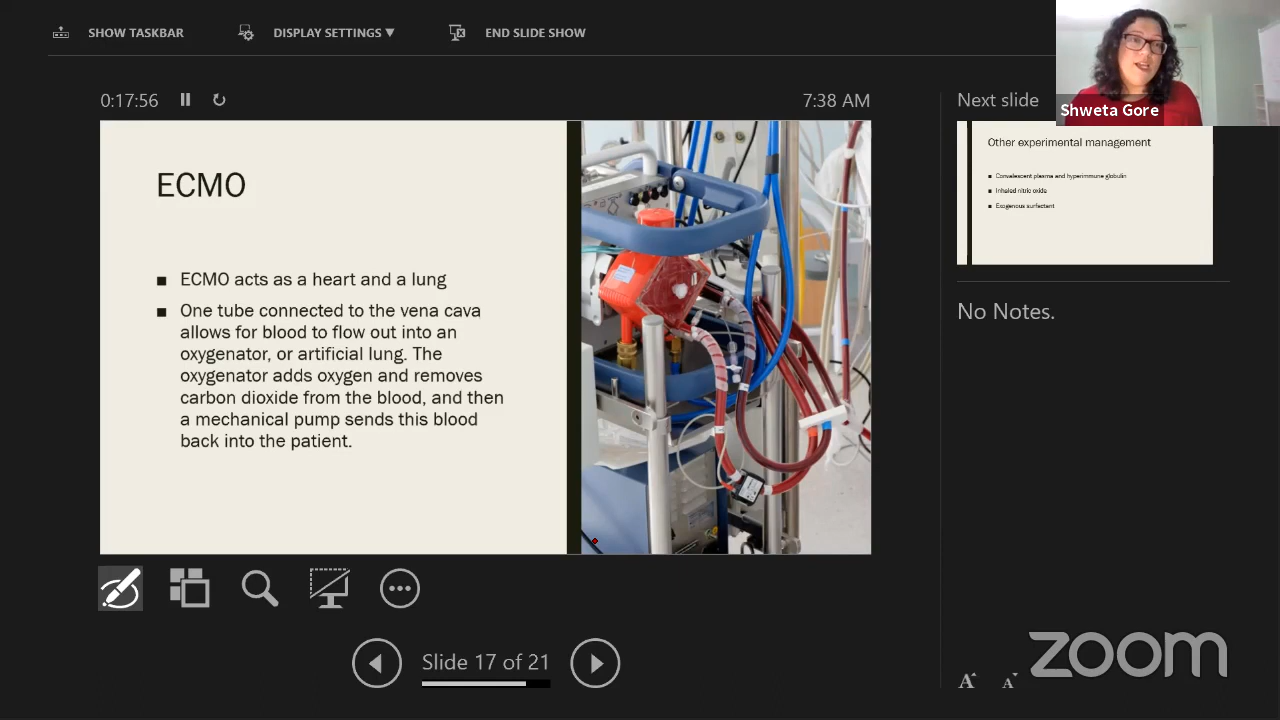 SHOW TASKBAR
DISPLAY SETTINGS ▼
END SLIDE SHOW
0:17:56
7:38 AM
Next slide
Shweta Gore
ECMO
■ ECMO acts as a heart and a lung
■ One tube connected to the vena cava
allows for blood to flow out into an
oxygenator, or artificial lung. The
oxygenator adds oxygen and removes
carbon dioxide from the blood, and then
a mechanical pump sends this blood
back into the patient.
Other experimental management
■ Convalescent plasma and hyperimmune globulin
■ Inhaled nitric oxide
■ Exogenous surfactant
No Notes.
Slide 17 of 21
zoom
A A